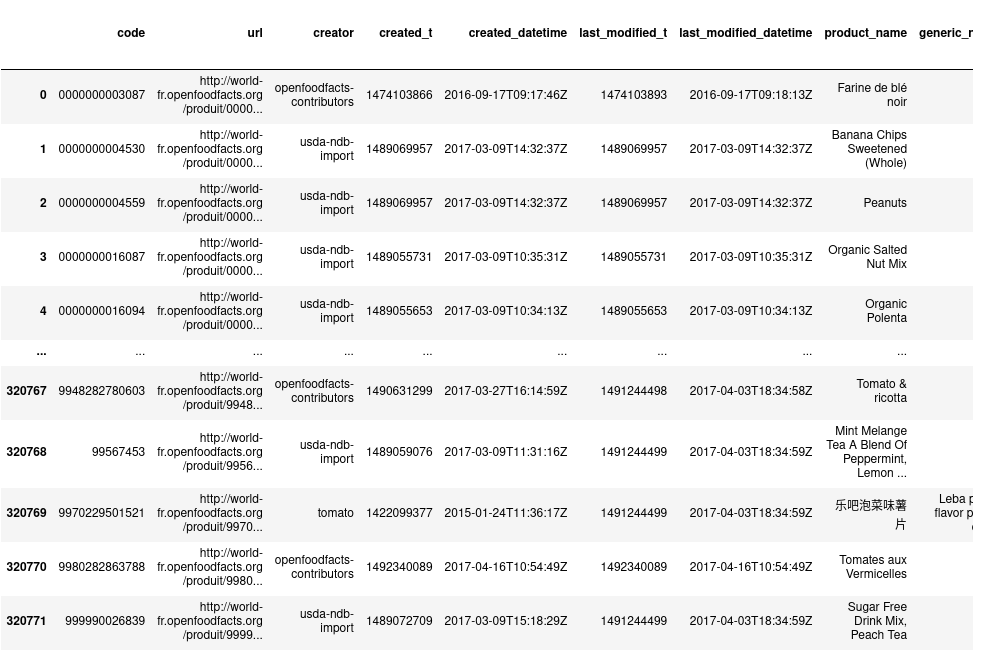 code url creator created_t created_datetime last_modified_t last_modified_datetime product_name
0 0000000003087 http://world-fr.openfoodfacts.org/produit/0000... openfoodfacts-contributors 1474103866 2016-09-17T09:17:46Z 1474103893 2016-09-17T09:18:13Z Farine de blé noir
1 0000000004530 http://world-fr.openfoodfacts.org/produit/0000... usda-ndb-import 1489069957 2017-03-09T14:32:37Z 1489069957 2017-03-09T14:32:37Z Banana Chips Sweetened (Whole)
2 0000000004559 http://world-fr.openfoodfacts.org/produit/0000... usda-ndb-import 1489069957 2017-03-09T14:32:37Z 1489069957 2017-03-09T14:32:37Z Peanuts
3 0000000016087 http://world-fr.openfoodfacts.org/produit/0000... usda-ndb-import 1489055731 2017-03-09T10:35:31Z 1489055731 2017-03-09T10:35:31Z Organic Salted Nut Mix
4 0000000016094 http://world-fr.openfoodfacts.org/produit/0000... usda-ndb-import 1489055653 2017-03-09T10:34:13Z 1489055653 2017-03-09T10:34:13Z Organic Polenta
... ... ... ... ... ... ... ... ...
320767 9948282780603 http://world-fr.openfoodfacts.org/produit/9948... openfoodfacts-contributors 1490631299 2017-03-27T16:14:59Z 1491244498 2017-04-03T18:34:58Z Tomato & ricotta
320768 99567453 http://world-fr.openfoodfacts.org/produit/9956... usda-ndb-import 1489059076 2017-03-09T11:31:16Z 1491244499 2017-04-03T18:34:59Z Mint Melange Tea A Blend Of Peppermint, Lemon ...
320769 9970229501521 http://world-fr.openfoodfacts.org/produit/9970... tomato 1422099377 2015-01-24T11:36:17Z 1491244499 2017-04-03T18:34:59Z 乐吧泡菜味薯片 Leba flavor
320770 9980282863788 http://world-fr.openfoodfacts.org/produit/9980... openfoodfacts-contributors 1492340089 2017-04-16T10:54:49Z 1492340089 2017-04-16T10:54:49Z Tomates aux Vermicelles
320771 999990026839 http://world-fr.openfoodfacts.org/produit/9999... usda-ndb-import 1489072709 2017-03-09T15:18:29Z 1491244499 2017-04-03T18:34:59Z Sugar Free Drink Mix, Peach Tea